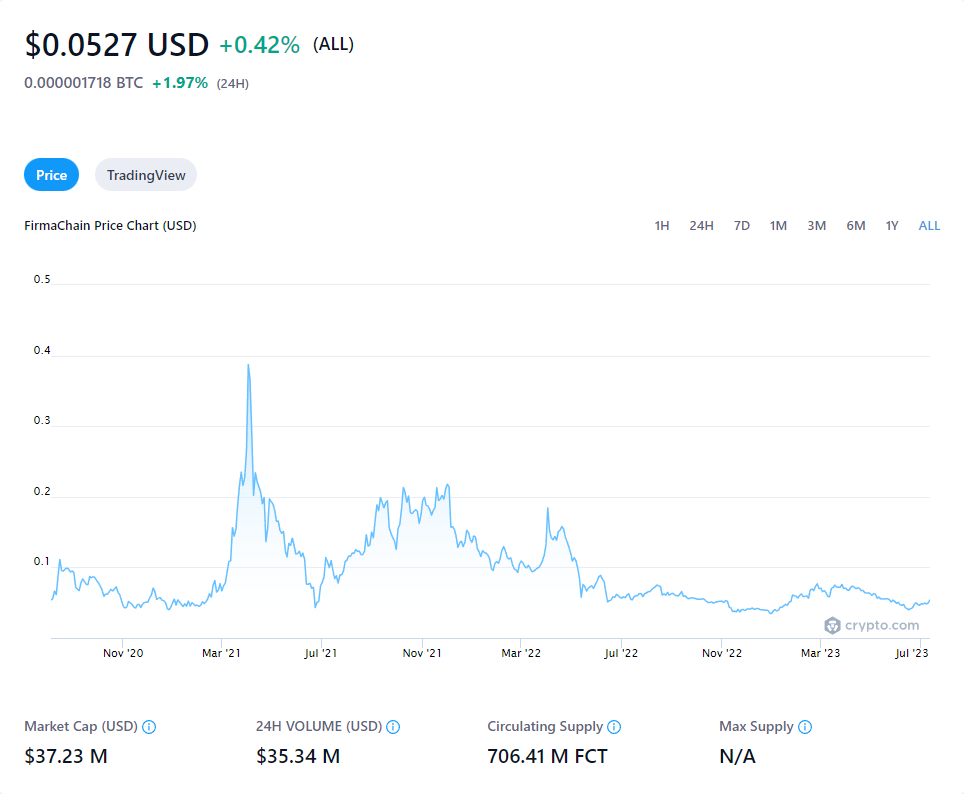 $0.0527 USD +0.42% (ALL)
0.000001718 BTC +1.97% (24H)
Price TradingView
FirmaChain Price Chart (USD) 1H 24H 7D 1M 3M 6M 1Y ALL
0.5
0.4
0.3
0.2
0.1
crypto.com
Nov '20 Mar '21 Jul '21 Nov '21 Mar '22 Jul '22 Nov '22 Mar '23 Jul '23
Market Cap (USD) 24H VOLUME (USD) Circulating Supply Max Supply
$37.23 M $35.34 M 706.41 M FCT N/A